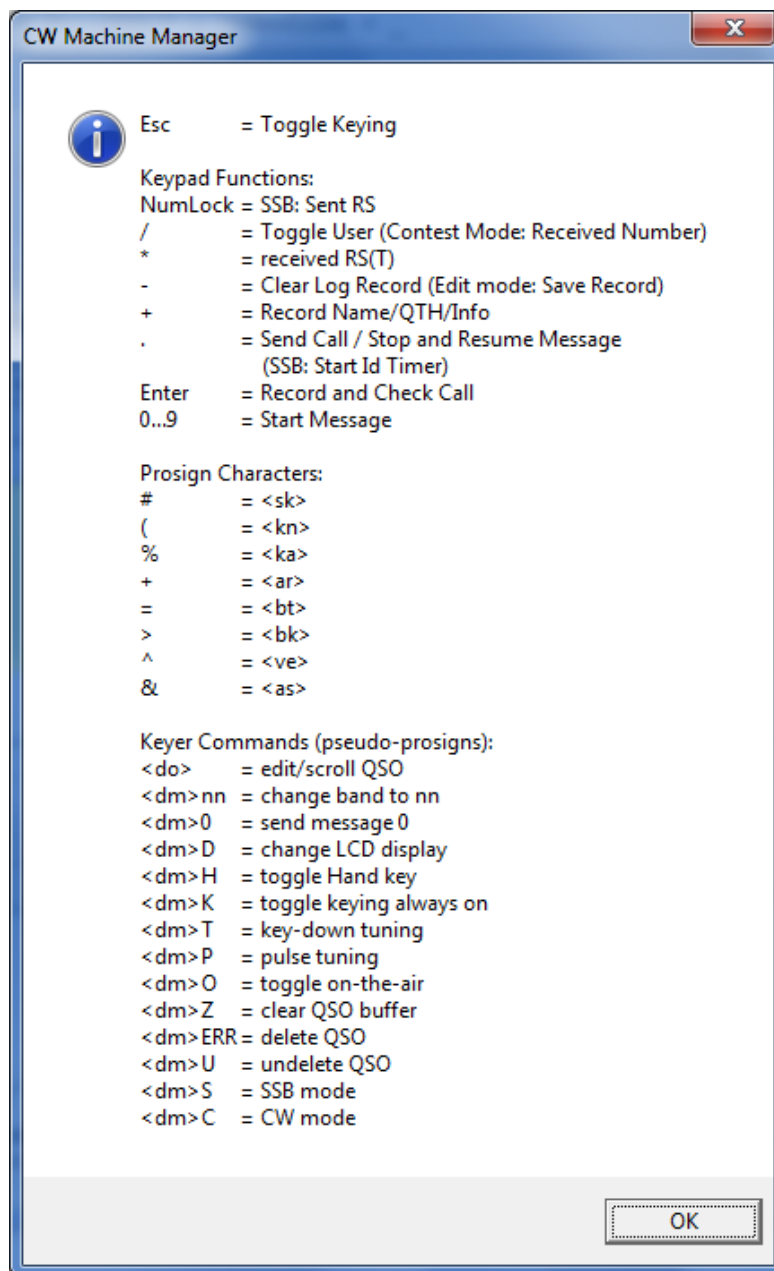 CW Machine Manager
Esc = Toggle Keying
Keypad Functions:
NumLock = SSB: Sent RS
/ = Toggle User (Contest Mode: Received Number)
* = received RS(T)
- = Clear Log Record (Edit mode: Save Record)
+ = Record Name/QTH/Info
. = Send Call / Stop and Resume Message
(SSB: Start Id Timer)
Enter = Record and Check Call
0...9 = Start Message
Prosign Characters:
# = <sk>
( = <kn>
% = <ka>
+ = <ar>
= = <bt>
> = <bk>
^ = <ve>
& = <as>
Keyer Commands (pseudo-prosigns):
<do> = edit/scroll QSO
<dm>nn = change band to nn
<dm>0 = send message 0
<dm>D = change LCD display
<dm>H = toggle Hand key
<dm>K = toggle keying always on
<dm>T = key-down tuning
<dm>P = pulse tuning
<dm>O = toggle on-the-air
<dm>Z = clear QSO buffer
<dm>ERR = delete QSO
<dm>U = undelete QSO
<dm>S = SSB mode
<dm>C = CW mode
OK